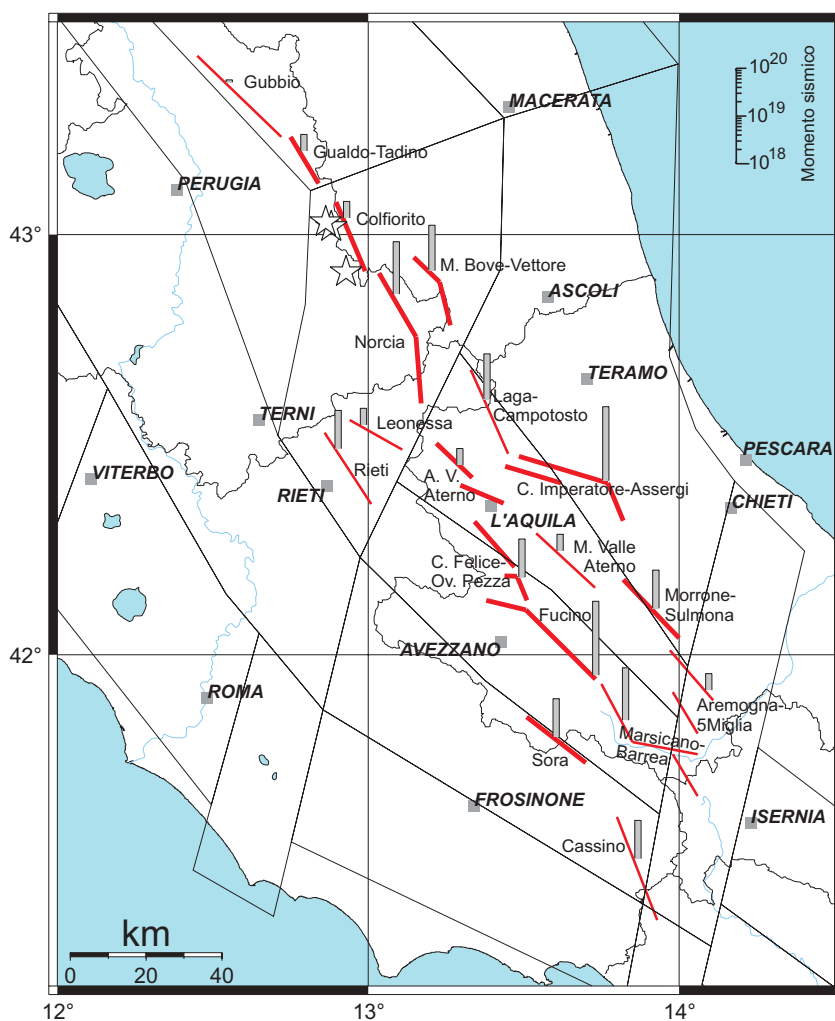 10^20
10^19
10^18
Momento sismico
Gubbio
MACERATA
Gualdo-Tadino
PERUGIA
Colfiorito
43°
M. Bove-Vettore
ASCOLI
Norcia
TERAMO
Laga-
Campotosto
TERNI
Leonessa
PESCARA
VITERBO
Rieti
RIETI
A. V.
Aterno
C. Imperatore-Assergi
CHIETI
L'AQUILA
M. Valle
Aterno
C. Felice-
Ov. Pezza
Morrone-
Sulmona
Fucino
AVEZZANO
42°
ROMA
Aremogna-
5Miglia
Marsicano-
Barrea
Sora
FROSINONE
ISERNIA
Cassino
km
0 20 40
12° 13° 14°